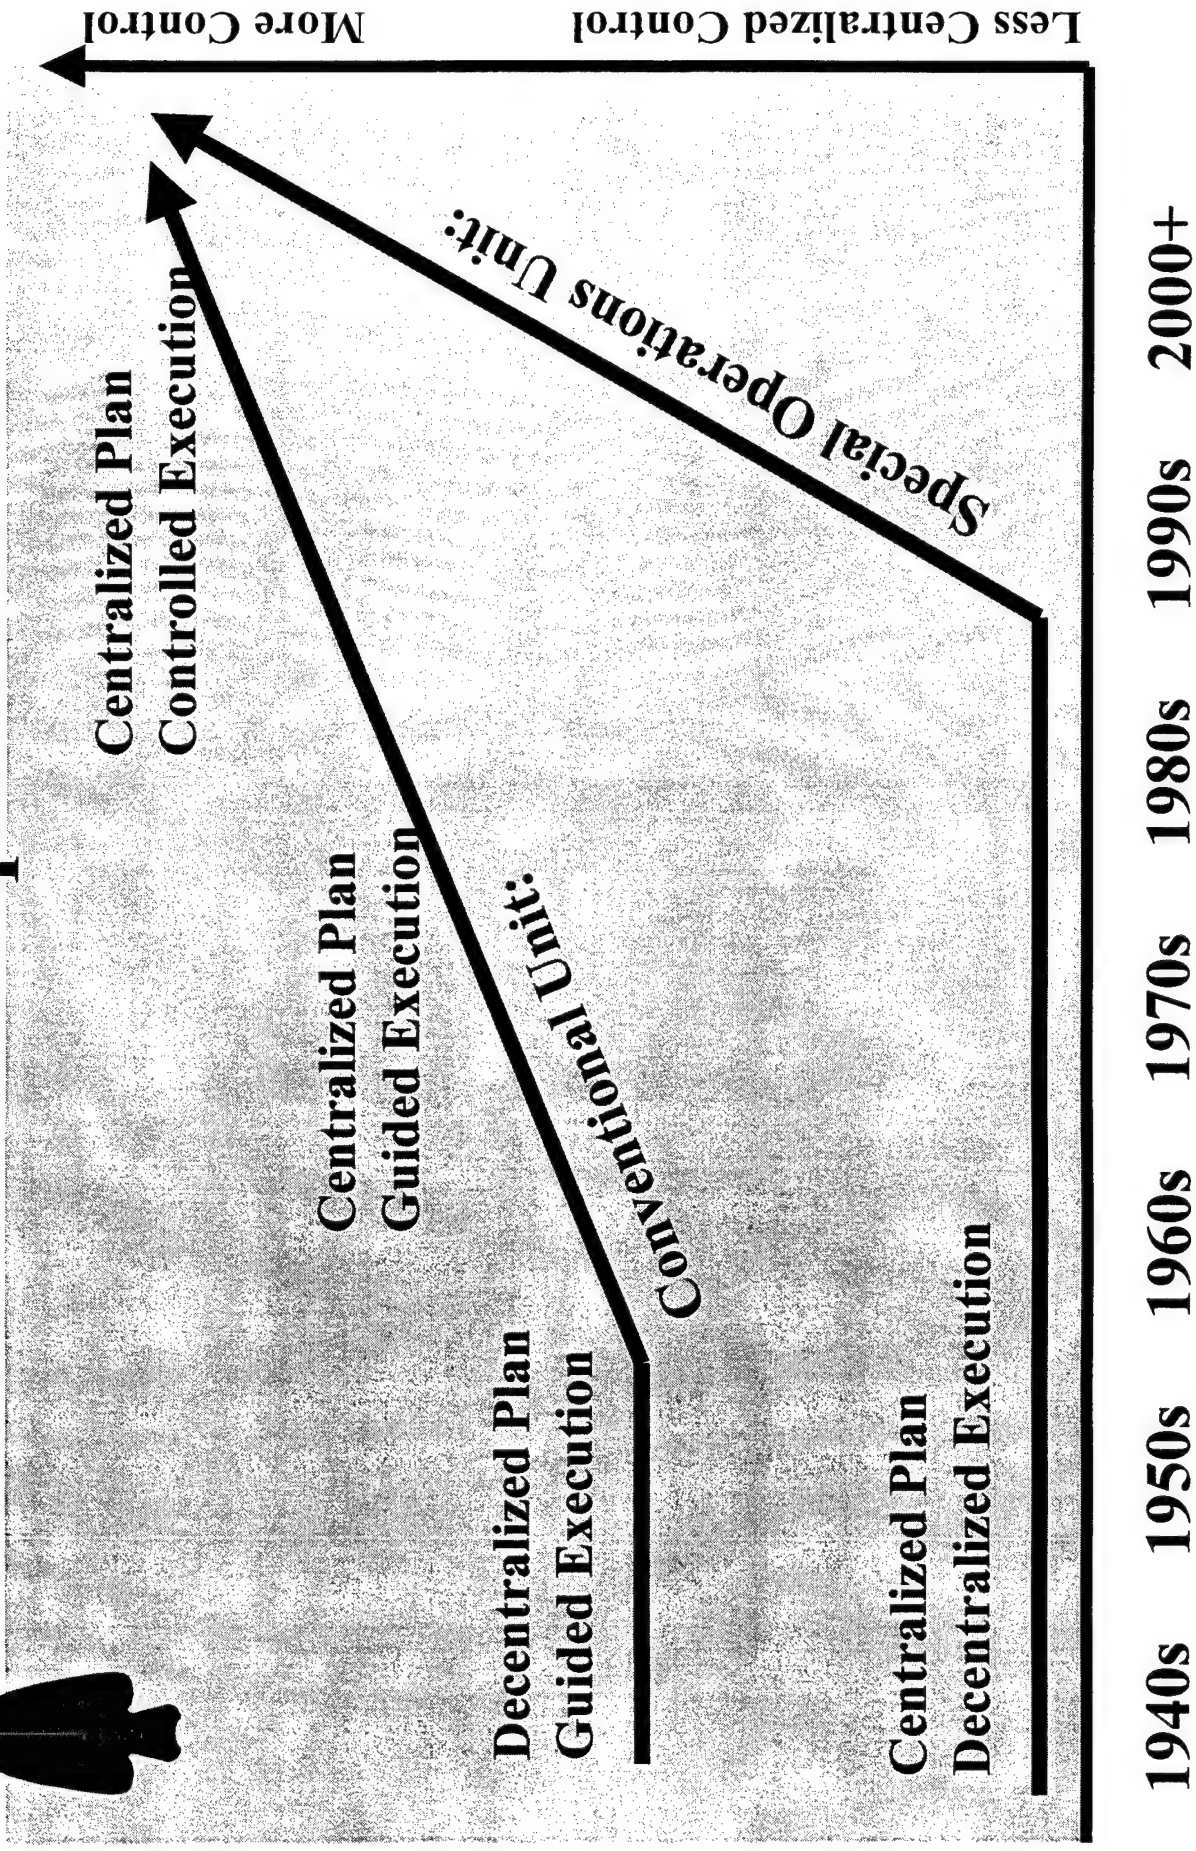 Centralized Plan
Controlled Execution
Centralized Plan
Guided Execution
Decentralized Plan
Guided Execution
Conventional Unit:
Special Operations Unit:
Centralized Plan
Decentralized Execution
Less Centralized Control
More Control
1940s 1950s 1960s 1970s 1980s 1990s 2000+